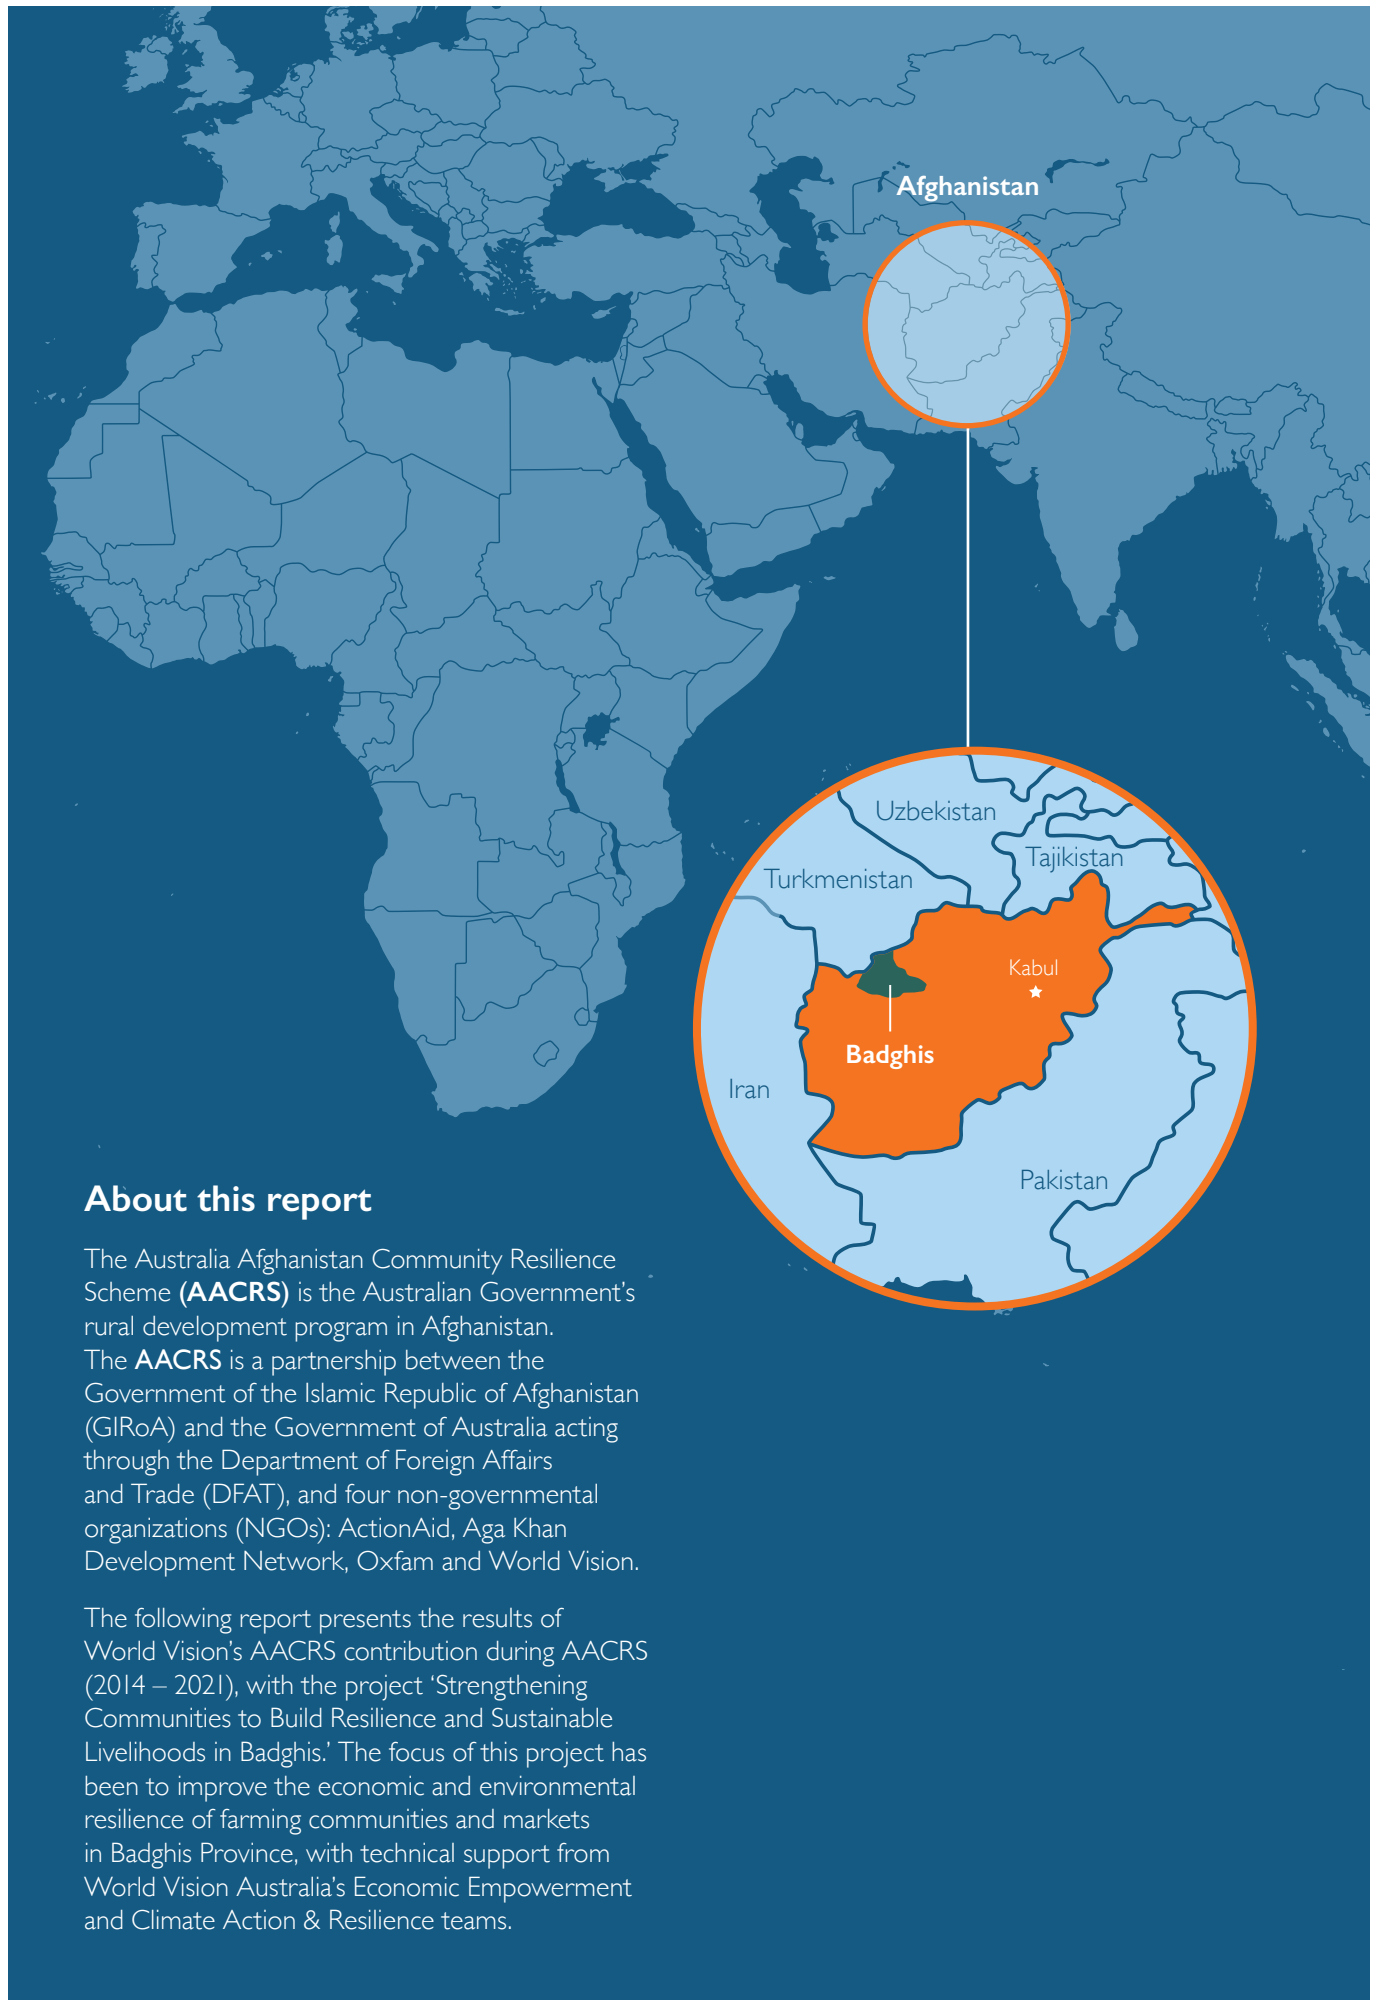 Afghanistan
Uzbekistan
Tajikistan
Turkmenistan
Kabul
Badghis
Iran
Pakistan
About this report
The Australia Afghanistan Community Resilience
Scheme (AACRS) is the Australian Government’s
rural development program in Afghanistan.
The AACRS is a partnership between the
Government of the Islamic Republic of Afghanistan
(GIRoA) and the Government of Australia acting
through the Department of Foreign Affairs
and Trade (DFAT), and four non-governmental
organizations (NGOs): ActionAid, Aga Khan
Development Network, Oxfam and World Vision.
The following report presents the results of
World Vision’s AACRS contribution during AACRS
(2014 – 2021), with the project ‘Strengthening
Communities to Build Resilience and Sustainable
Livelihoods in Badghis.’ The focus of this project has
been to improve the economic and environmental
resilience of farming communities and markets
in Badghis Province, with technical support from
World Vision Australia’s Economic Empowerment
and Climate Action & Resilience teams.